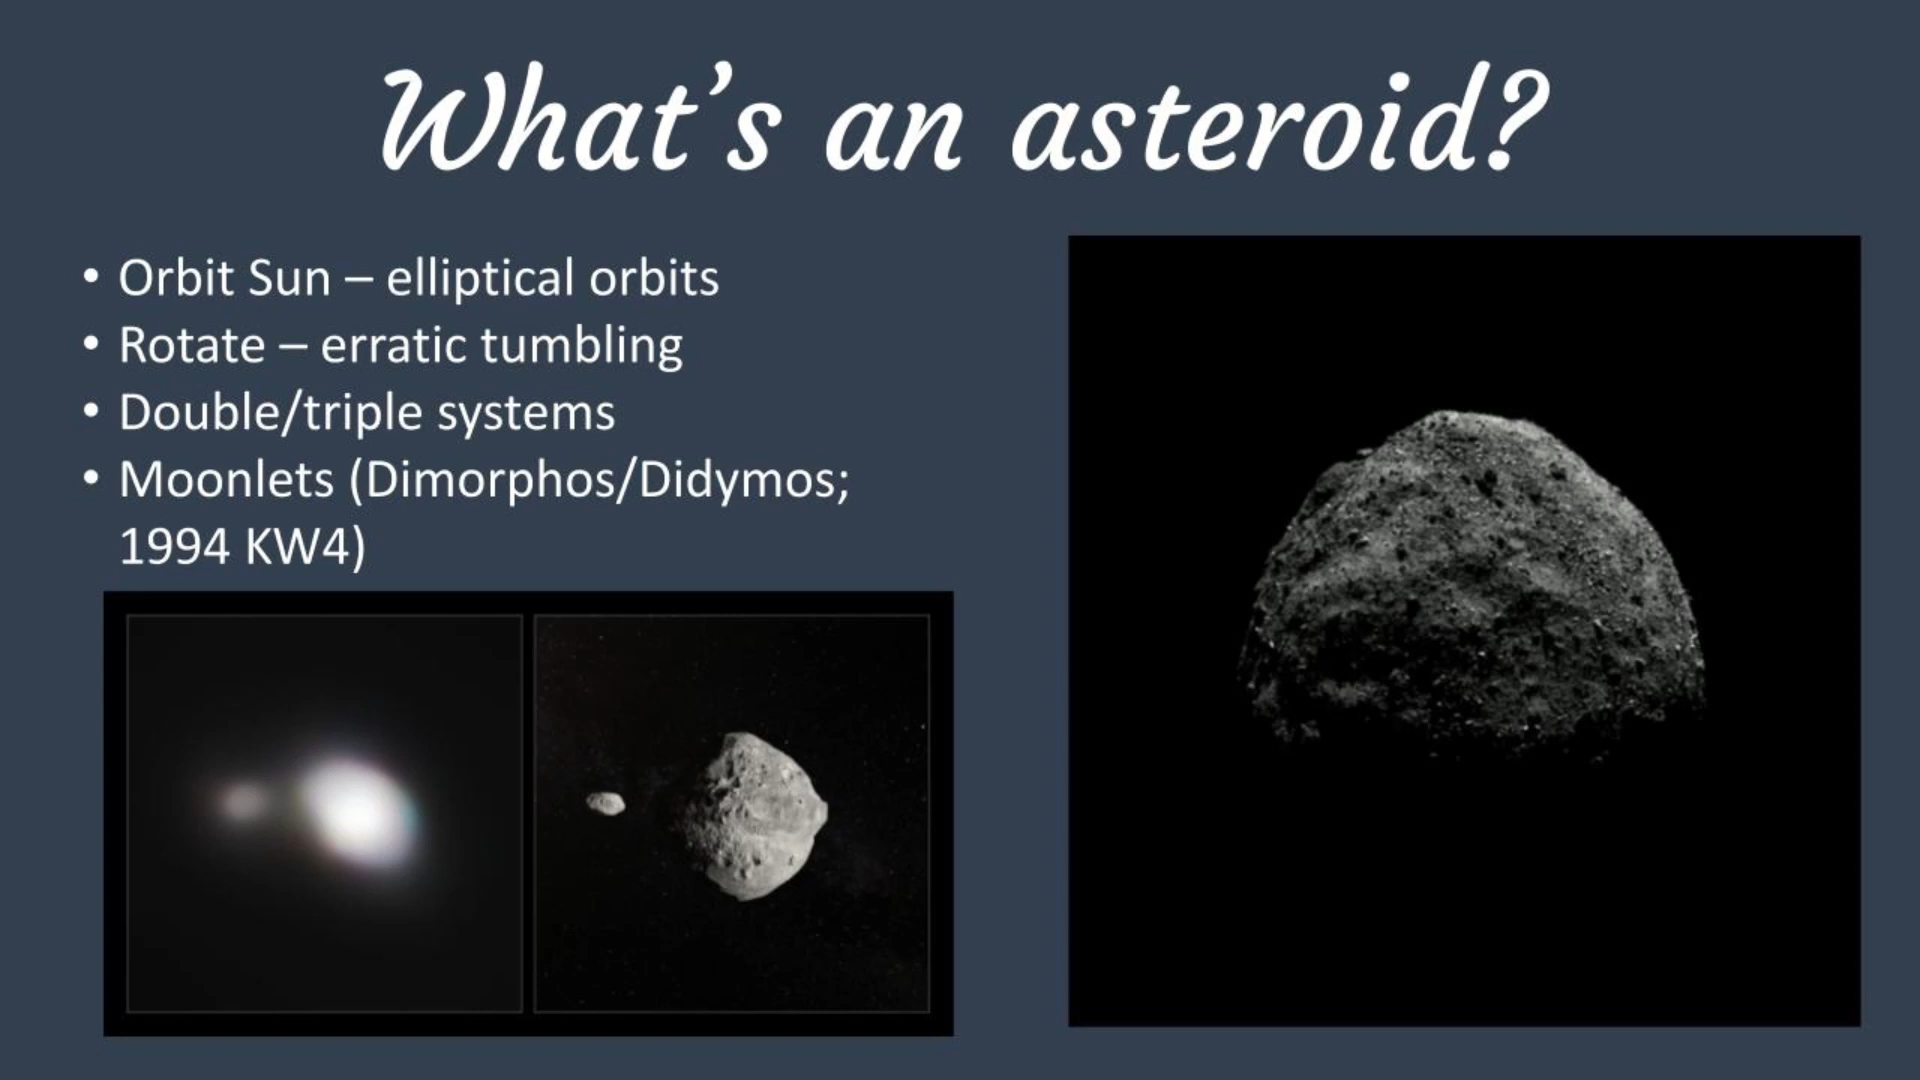 What’s an asteroid?
• Orbit Sun – elliptical orbits
• Rotate – erratic tumbling
• Double/triple systems
• Moonlets (Dimorphos/Didymos;
1994 KW4)